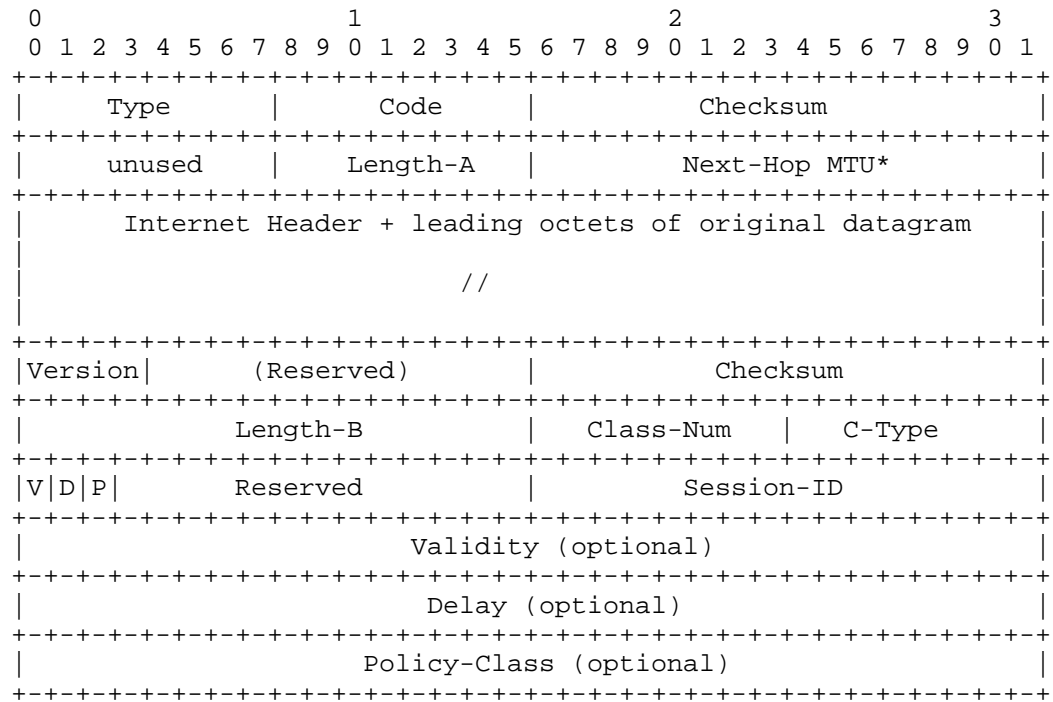 0                   1                   2                   3
 0 1 2 3 4 5 6 7 8 9 0 1 2 3 4 5 6 7 8 9 0 1 2 3 4 5 6 7 8 9 0 1
+-+-+-+-+-+-+-+-+-+-+-+-+-+-+-+-+-+-+-+-+-+-+-+-+-+-+-+-+-+-+-+-+
|     Type      |      Code     |          Checksum             |
+-+-+-+-+-+-+-+-+-+-+-+-+-+-+-+-+-+-+-+-+-+-+-+-+-+-+-+-+-+-+-+-+
|     unused    |    Length-A   |         Next-Hop MTU*         |
+-+-+-+-+-+-+-+-+-+-+-+-+-+-+-+-+-+-+-+-+-+-+-+-+-+-+-+-+-+-+-+-+
|      Internet Header + leading octets of original datagram    |
|                                                               |
|                           //                                  |
|                                                               |
+-+-+-+-+-+-+-+-+-+-+-+-+-+-+-+-+-+-+-+-+-+-+-+-+-+-+-+-+-+-+-+-+
|Version|      (Reserved)       |           Checksum            |
+-+-+-+-+-+-+-+-+-+-+-+-+-+-+-+-+-+-+-+-+-+-+-+-+-+-+-+-+-+-+-+-+
|             Length-B          |   Class-Num   |   C-Type      |
+-+-+-+-+-+-+-+-+-+-+-+-+-+-+-+-+-+-+-+-+-+-+-+-+-+-+-+-+-+-+-+-+
|V|D|P|       Reserved          |         Session-ID            |
+-+-+-+-+-+-+-+-+-+-+-+-+-+-+-+-+-+-+-+-+-+-+-+-+-+-+-+-+-+-+-+-+
|                        Validity (optional)                    |
+-+-+-+-+-+-+-+-+-+-+-+-+-+-+-+-+-+-+-+-+-+-+-+-+-+-+-+-+-+-+-+-+
|                         Delay (optional)                      |
+-+-+-+-+-+-+-+-+-+-+-+-+-+-+-+-+-+-+-+-+-+-+-+-+-+-+-+-+-+-+-+-+
|                     Policy-Class (optional)                   |
+-+-+-+-+-+-+-+-+-+-+-+-+-+-+-+-+-+-+-+-+-+-+-+-+-+-+-+-+-+-+-+-+